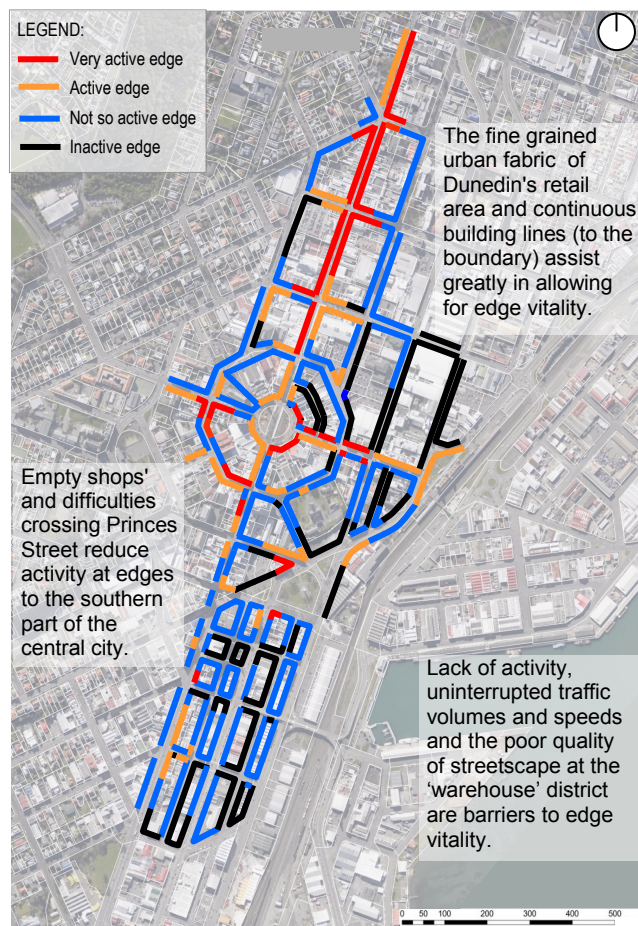 LEGEND:
Very active edge
Active edge
Not so active edge
Inactive edge
The fine grained
urban fabric of
Dunedin's retail
area and continuous
building lines (to the
boundary) assist
greatly in allowing
for edge vitality.
Empty shops'
and difficulties
crossing Princes
Street reduce
activity at edges
to the southern
part of the
central city.
Lack of activity,
uninterrupted traffic
volumes and speeds
and the poor quality
of streetscape at the
‘warehouse’ district
are barriers to edge
vitality.
0 50 100 200 300 400 500